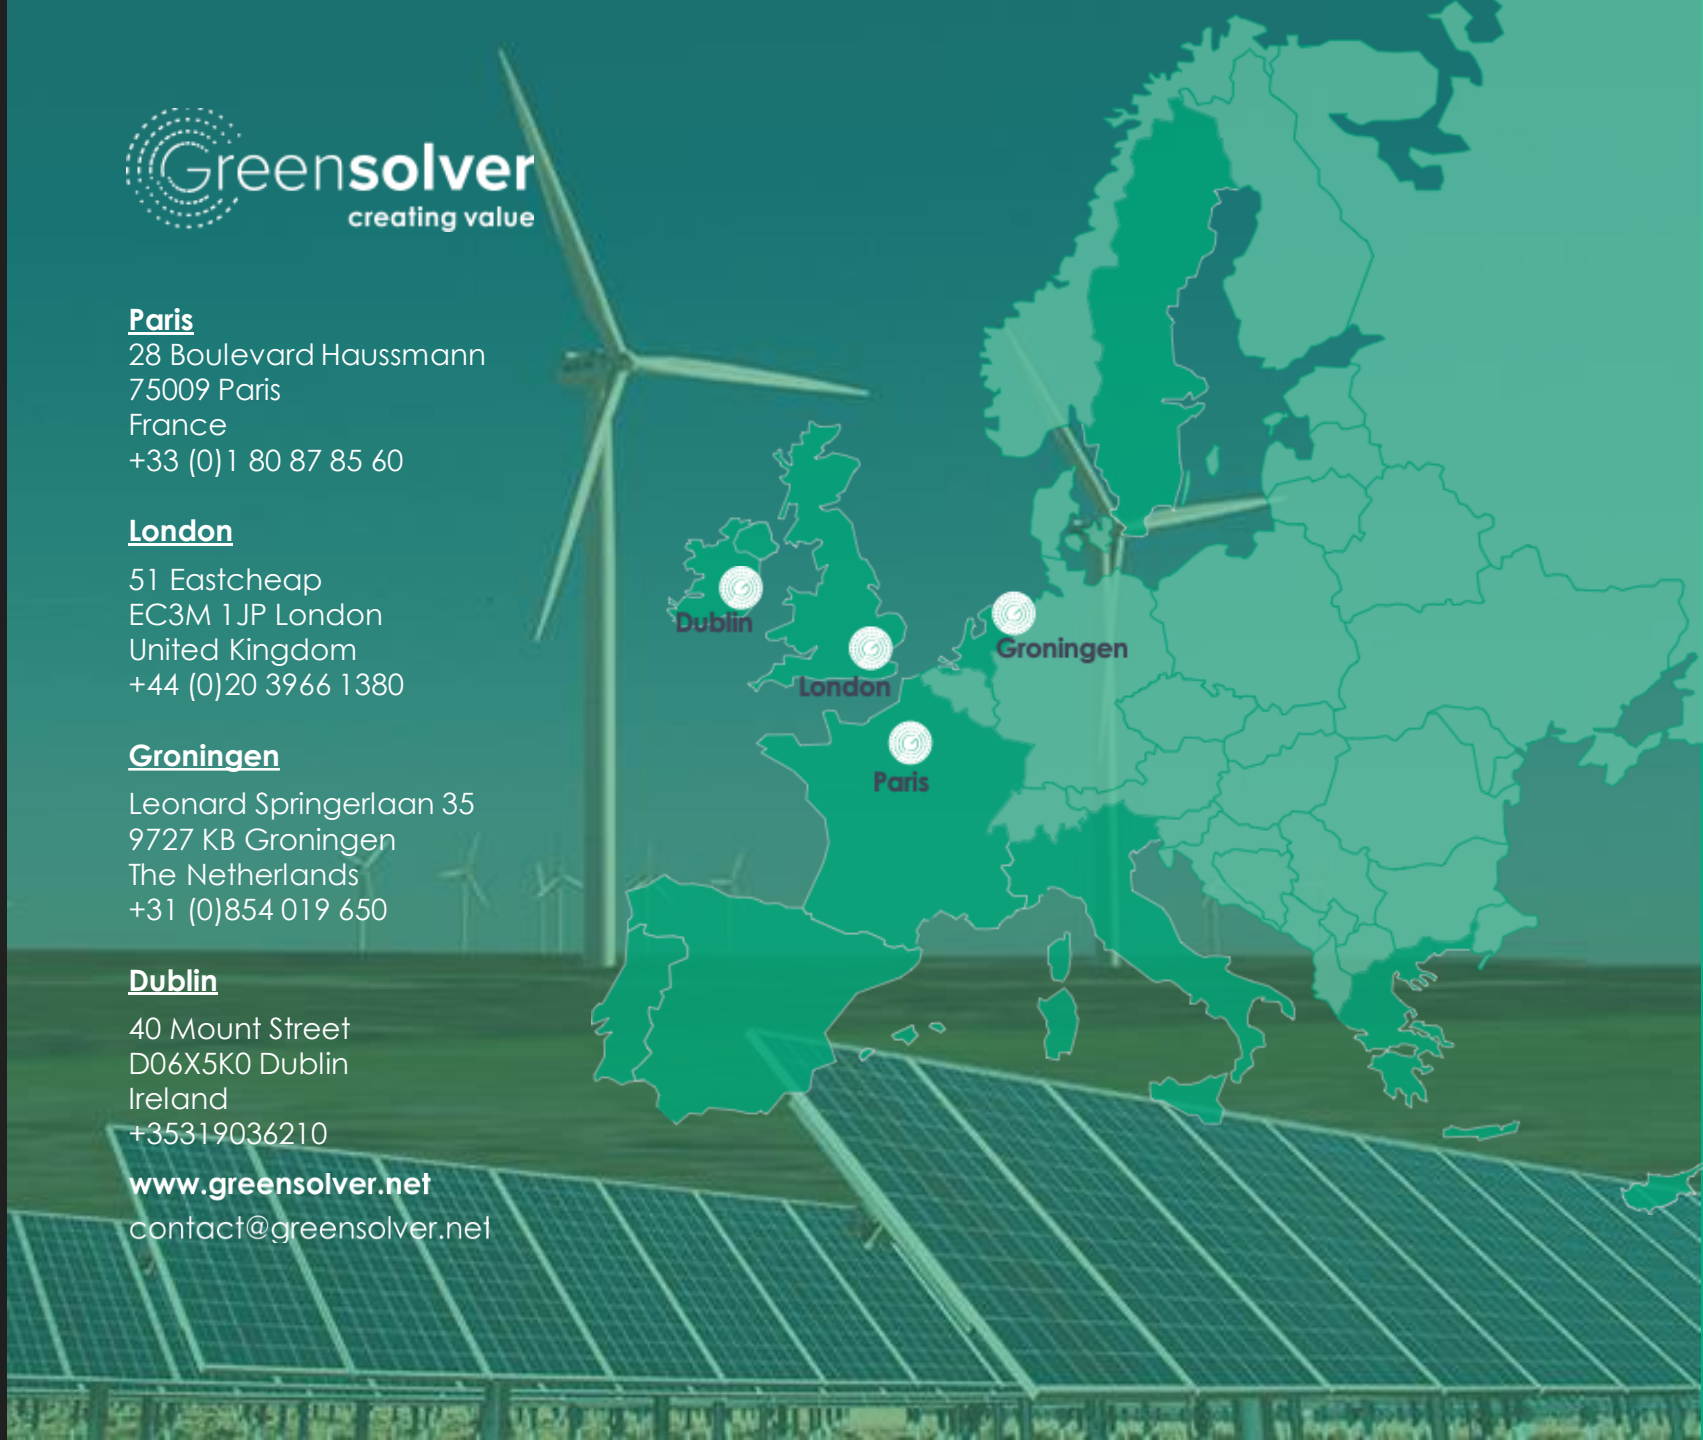 Greensolver
creating value
Paris
28 Boulevard Haussmann
75009 Paris
France
+33 (0)1 80 87 85 60
London
51 Eastcheap
EC3M 1JP London
United Kingdom
+44 (0)20 3966 1380
Groningen
Leonard Springerlaan 35
9727 KB Groningen
The Netherlands
+31 (0)854 019 650
Dublin
40 Mount Street
D06X5K0 Dublin
Ireland
+35319036210
www.greensolver.net
contact@greensolver.net
Dublin
Groningen
London
Paris